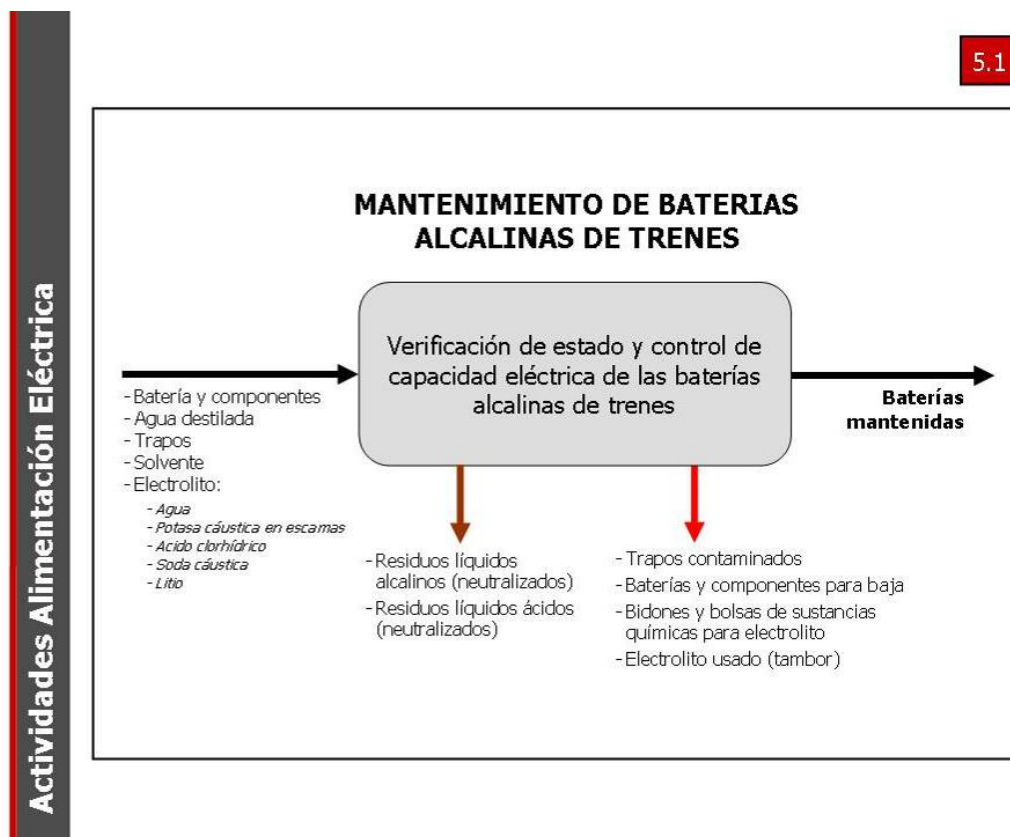 5.1
Actividades Alimentación Eléctrica
MANTENIMIENTO DE BATERIAS
ALCALINAS DE TRENES
Verificación de estado y control de
capacidad eléctrica de las baterías
alcalinas de trenes
- Batería y componentes
- Agua destilada
- Trapos
- Solvente
- Electrolito:
- Agua
- Potasa cáustica en escamas
- Acido clorhídrico
- Soda cáustica
- Litio
Baterías
mantenidas
- Residuos líquidos
alcalinos (neutralizados)
- Residuos líquidos ácidos
(neutralizados)
- Trapos contaminados
- Baterías y componentes para baja
- Bidones y bolsas de sustancias
químicas para electrolito
- Electrolito usado (tambor)